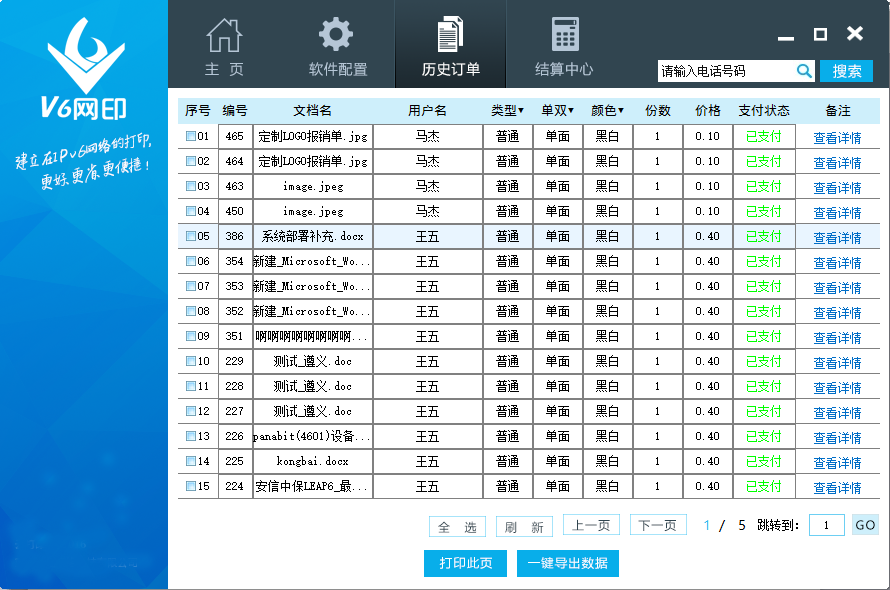 主 页 软件配置 历史订单 结算中心
请输入电话号码 搜索
V6网印
建立在IPv6网络的打印,
更好.更省.更便捷!
序号 编号 文档名 用户名 类型▾ 单双▾ 颜色▾ 份数 价格 支付状态 备注
01 465 定制LOGO报销单.jpg 马杰 普通 单面 黑白 1 0.10 已支付 查看详情
02 464 定制LOGO报销单.jpg 马杰 普通 单面 黑白 1 0.10 已支付 查看详情
03 463 image.jpeg 马杰 普通 单面 黑白 1 0.10 已支付 查看详情
04 450 image.jpeg 马杰 普通 单面 黑白 1 0.10 已支付 查看详情
05 386 系统部署补充.docx 王五 普通 单面 黑白 1 0.40 已支付 查看详情
06 354 新建_Microsoft_Wo... 王五 普通 单面 黑白 1 0.40 已支付 查看详情
07 353 新建_Microsoft_Wo... 王五 普通 单面 黑白 1 0.40 已支付 查看详情
08 352 新建_Microsoft_Wo... 王五 普通 单面 黑白 1 0.40 已支付 查看详情
09 351 啊啊啊啊啊啊啊啊... 王五 普通 单面 黑白 1 0.40 已支付 查看详情
10 229 测试_遵义.doc 王五 普通 单面 黑白 1 0.40 已支付 查看详情
11 228 测试_遵义.doc 王五 普通 单面 黑白 1 0.40 已支付 查看详情
12 227 测试_遵义.doc 王五 普通 单面 黑白 1 0.40 已支付 查看详情
13 226 panabit(4601)设备... 王五 普通 单面 黑白 1 0.40 已支付 查看详情
14 225 kongbai.docx 王五 普通 单面 黑白 1 0.40 已支付 查看详情
15 224 安信中保LEAP6_最... 王五 普通 单面 黑白 1 0.40 已支付 查看详情
全 选 刷 新 上一页 下一页 1 / 5 跳转到: 1 GO
打印此页 一键导出数据